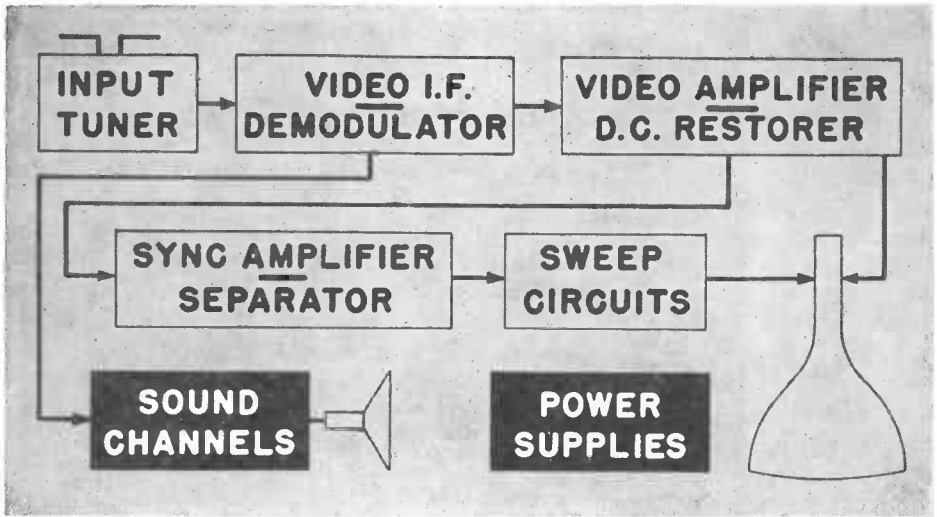 INPUT
TUNER
VIDEO I.F.
DEMODULATOR
VIDEO AMPLIFIER
D.C. RESTORER
SYNC AMPLIFIER
SEPARATOR
SWEEP
CIRCUITS
SOUND
CHANNELS
POWER
SUPPLIES